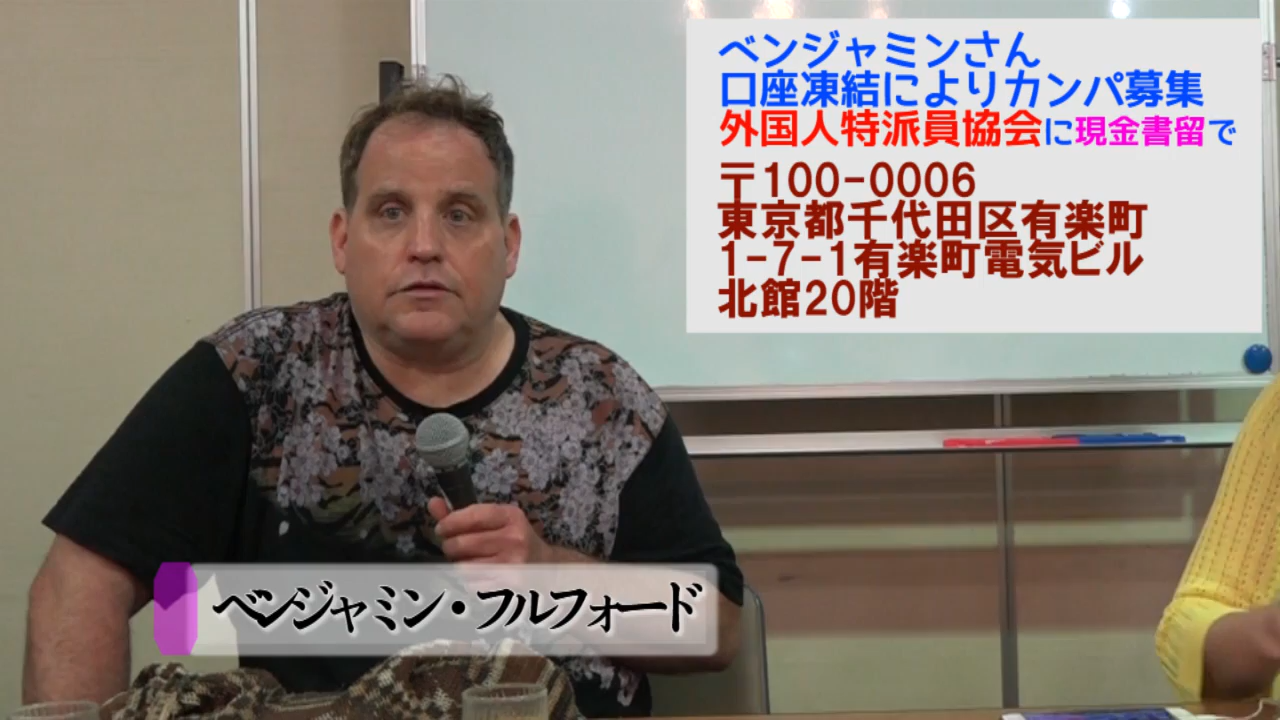 ベンジャミンさん
口座凍結によりカンパ募集
外国人特派員協会に現金書留で
〒100-0006
東京都千代田区有楽町
1-7-1有楽町電気ビル
北館20階
ベンジャミン・フルフォード